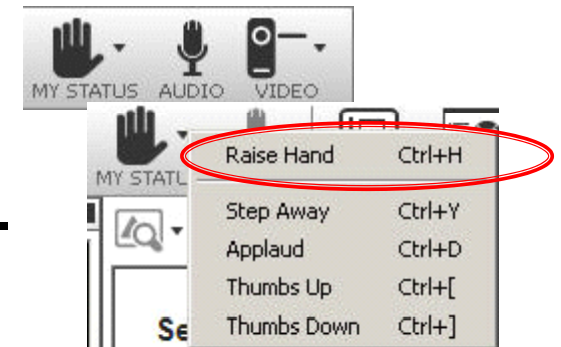 MY STATUS AUDIO VIDEO
MY STATU
Raise Hand Ctrl+H
Step Away Ctrl+Y
Applaud Ctrl+D
Thumbs Up Ctrl+[
Se
Thumbs Down Ctrl+]